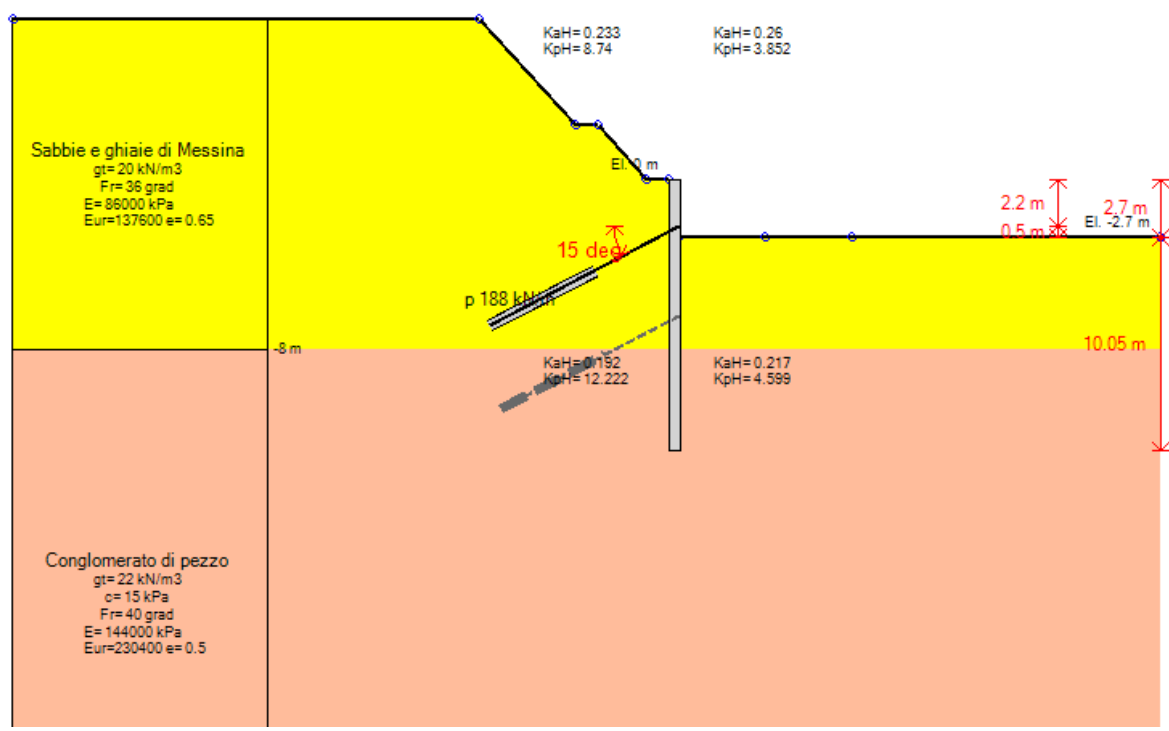 KaH= 0.233
KpH= 8.74
KaH= 0.26
KpH= 3.852
Sabbie e ghiaie di Messina
gt= 20 kN/m3
Fr= 36 grad
E= 86000 kPa
Eur=137600 e= 0.65
El. 0 m
2.2 m
2.7 m
El. -2.7 m
0.5 m
15 deg
p 188 kN/m
-8 m
10.05 m
KaH= 0.192
KpH= 12.222
KaH= 0.217
KpH= 4.599
Conglomerato di pezzo
gt= 22 kN/m3
c= 15 kPa
Fr= 40 grad
E= 144000 kPa
Eur=230400 e= 0.5